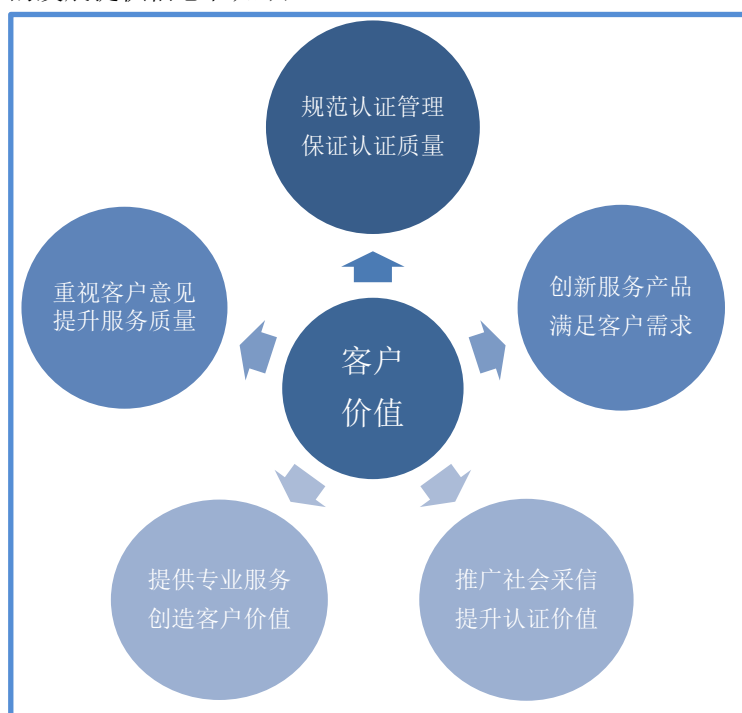 规范认证管理
保证认证质量
重视客户意见
提升服务质量
创新服务产品
满足客户需求
客户
价值
提供专业服务
创造客户价值
推广社会采信
提升认证价值